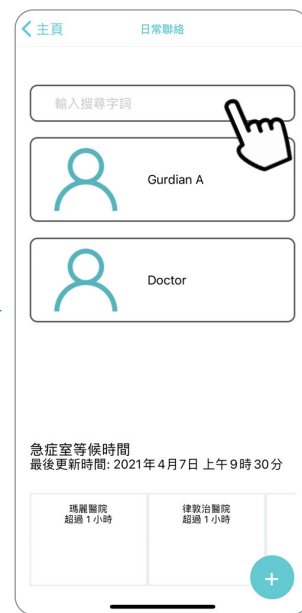 主頁
日常聯絡
輸入搜尋字詞
Gurdian A
Doctor
急症室等候時間
最後更新時間: 2021年4月7日 上午9時30分
瑪麗醫院
超過 1 小時
律敦治醫院
超過 1 小時
+